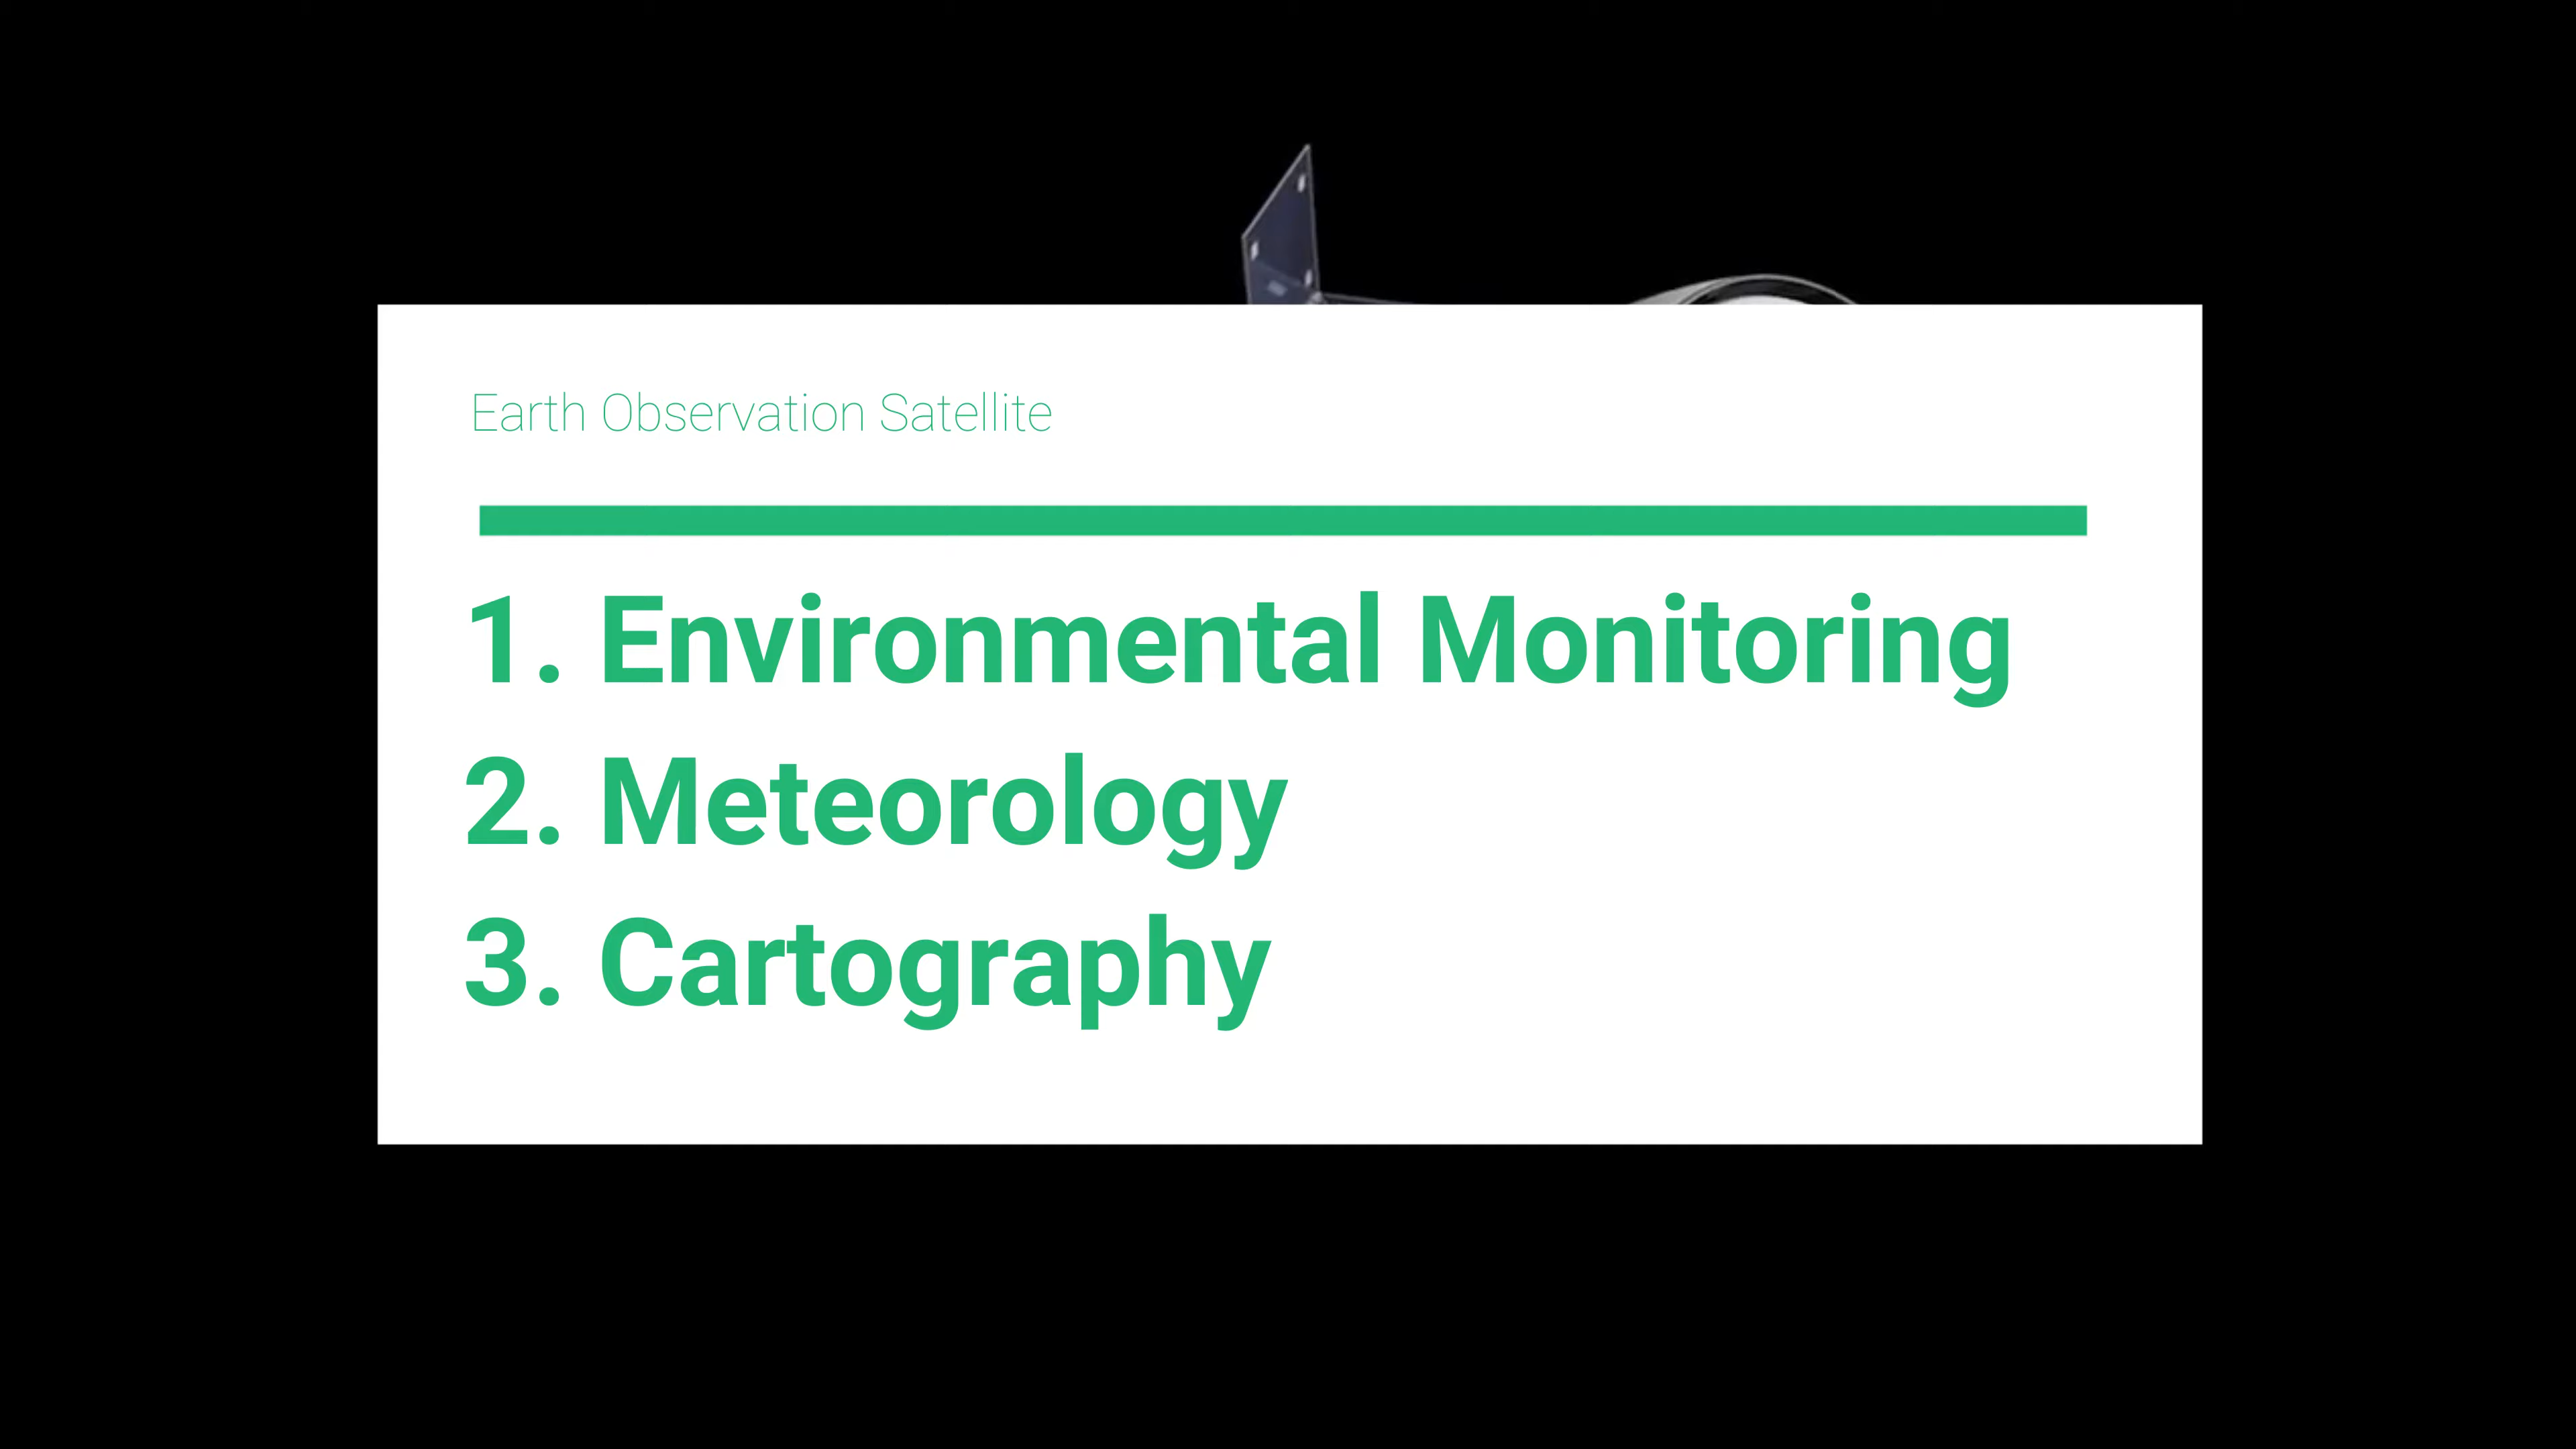 Earth Observation Satellite
1. Environmental Monitoring
2. Meteorology
3. Cartography